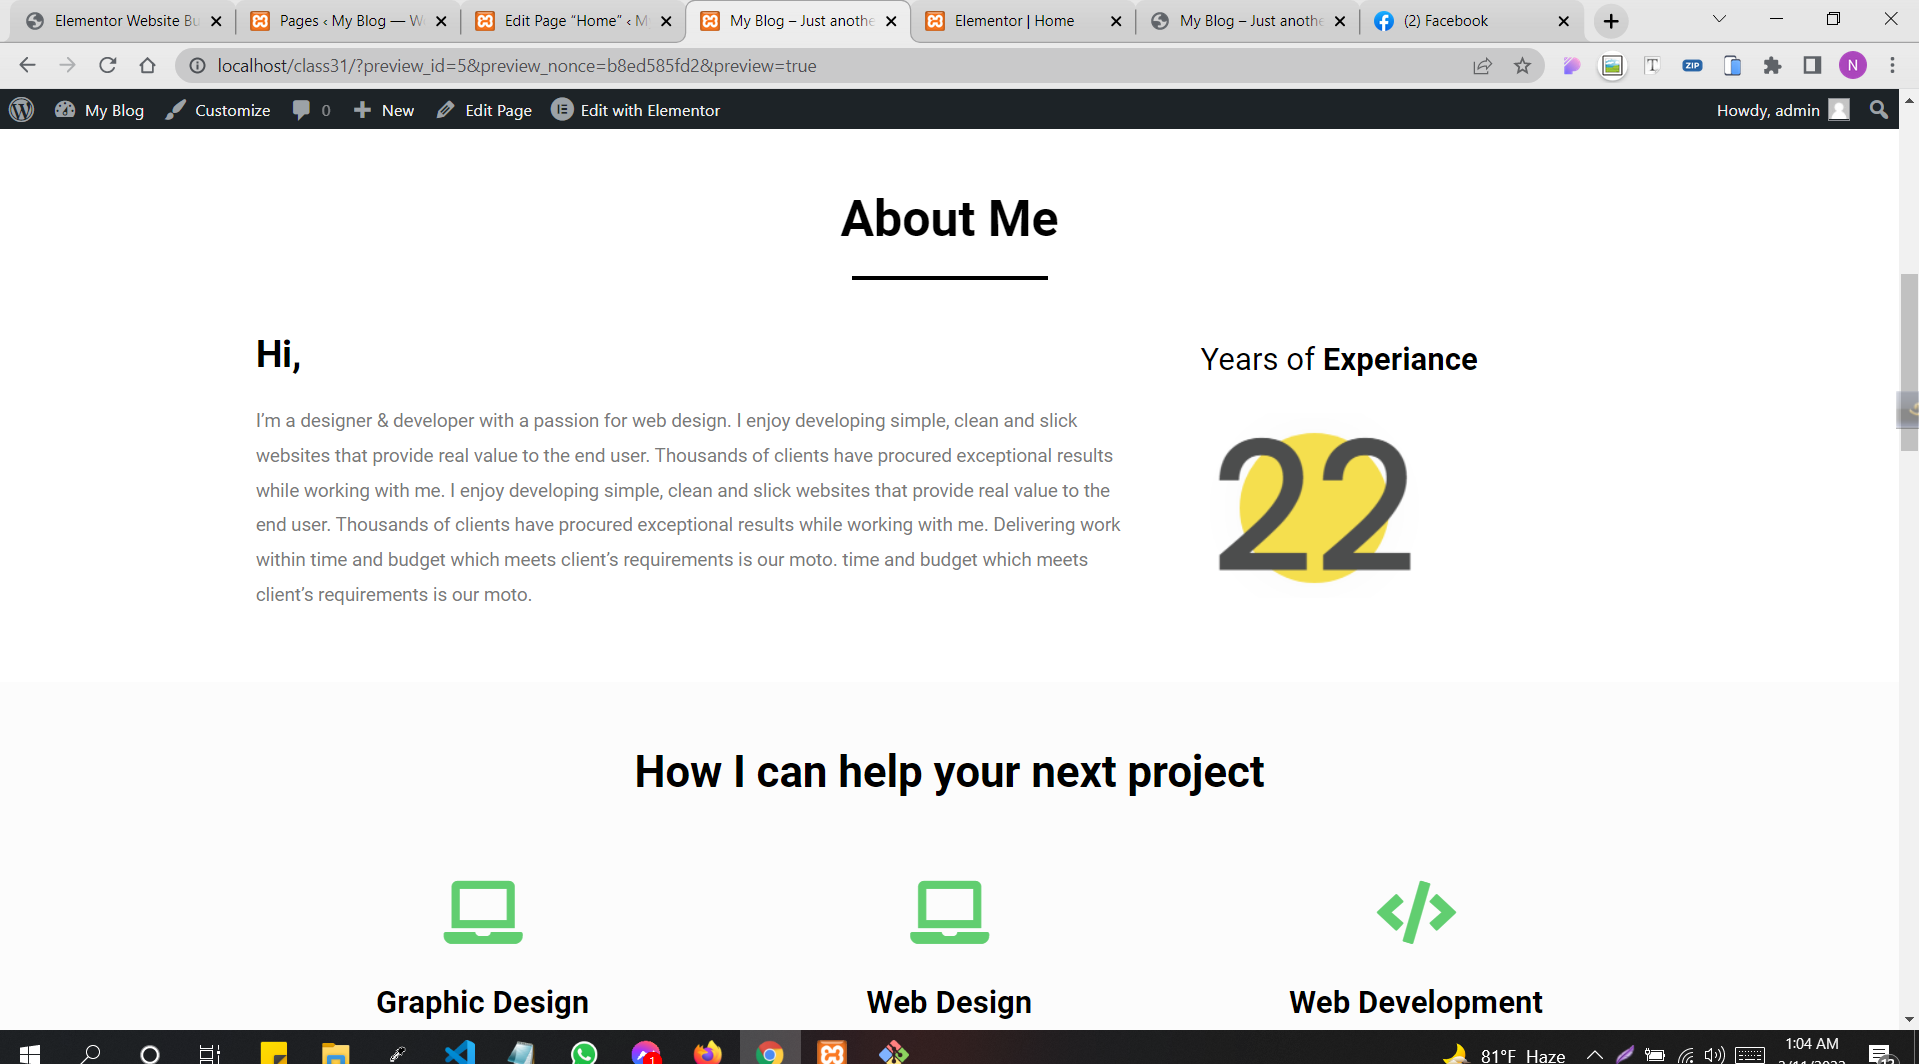 Elementor Website Bu
Pages ‹ My Blog — W
Edit Page “Home” ‹ M
My Blog – Just anothe
Elementor | Home
My Blog – Just anothe
(2) Facebook
localhost/class31/?preview_id=5&preview_nonce=b8ed585fd2&preview=true
T
ZIP
N
My Blog
Customize
0
New
Edit Page
Edit with Elementor
Howdy, admin
About Me
Hi,
I’m a designer & developer with a passion for web design. I enjoy developing simple, clean and slick
websites that provide real value to the end user. Thousands of clients have procured exceptional results
while working with me. I enjoy developing simple, clean and slick websites that provide real value to the
end user. Thousands of clients have procured exceptional results while working with me. Delivering work
within time and budget which meets client’s requirements is our moto. time and budget which meets
client’s requirements is our moto.
Years of Experiance
22
How I can help your next project
Graphic Design
Web Design
Web Development
1
81°F Haze
1:04 AM